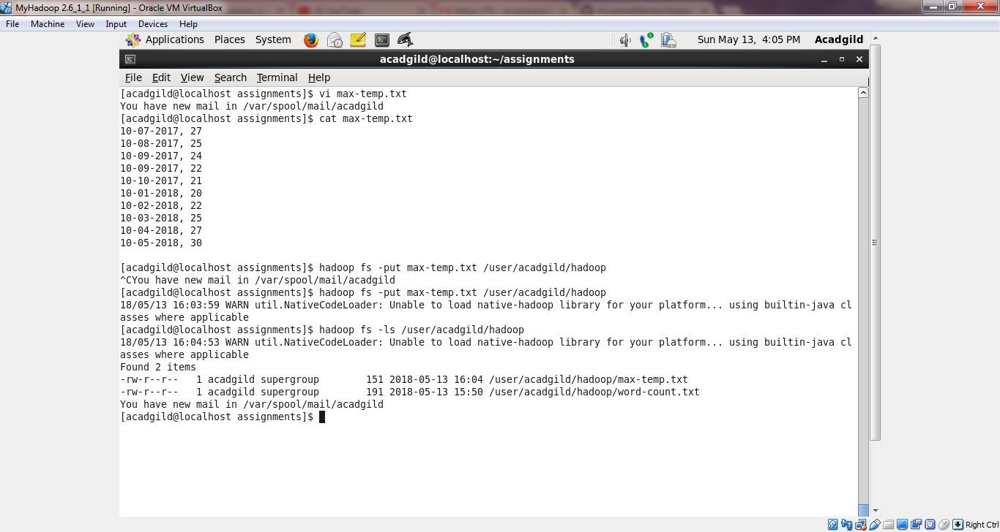 MyHadoop 2.6_1_1 [Running] - Oracle VM VirtualBox
File Machine View Input Devices Help
Applications Places System Sun May 13, 4:05 PM Acadgild
acadgild@localhost:~/assignments
File Edit View Search Terminal Help
[acadgild@localhost assignments]$ vi max-temp.txt
You have new mail in /var/spool/mail/acadgild
[acadgild@localhost assignments]$ cat max-temp.txt
10-07-2017, 27
10-08-2017, 25
10-09-2017, 24
10-09-2017, 22
10-10-2017, 21
10-01-2018, 20
10-02-2018, 22
10-03-2018, 25
10-04-2018, 27
10-05-2018, 30
[acadgild@localhost assignments]$ hadoop fs -put max-temp.txt /user/acadgild/hadoop
^CYou have new mail in /var/spool/mail/acadgild
[acadgild@localhost assignments]$ hadoop fs -put max-temp.txt /user/acadgild/hadoop
18/05/13 16:03:59 WARN util.NativeCodeLoader: Unable to load native-hadoop library for your platform... using builtin-java cl
asses where applicable
[acadgild@localhost assignments]$ hadoop fs -ls /user/acadgild/hadoop
18/05/13 16:04:53 WARN util.NativeCodeLoader: Unable to load native-hadoop library for your platform... using builtin-java cl
asses where applicable
Found 2 items
-rw-r--r--   1 acadgild supergroup        151 2018-05-13 16:04 /user/acadgild/hadoop/max-temp.txt
-rw-r--r--   1 acadgild supergroup        191 2018-05-13 15:50 /user/acadgild/hadoop/word-count.txt
You have new mail in /var/spool/mail/acadgild
[acadgild@localhost assignments]$
Right Ctrl